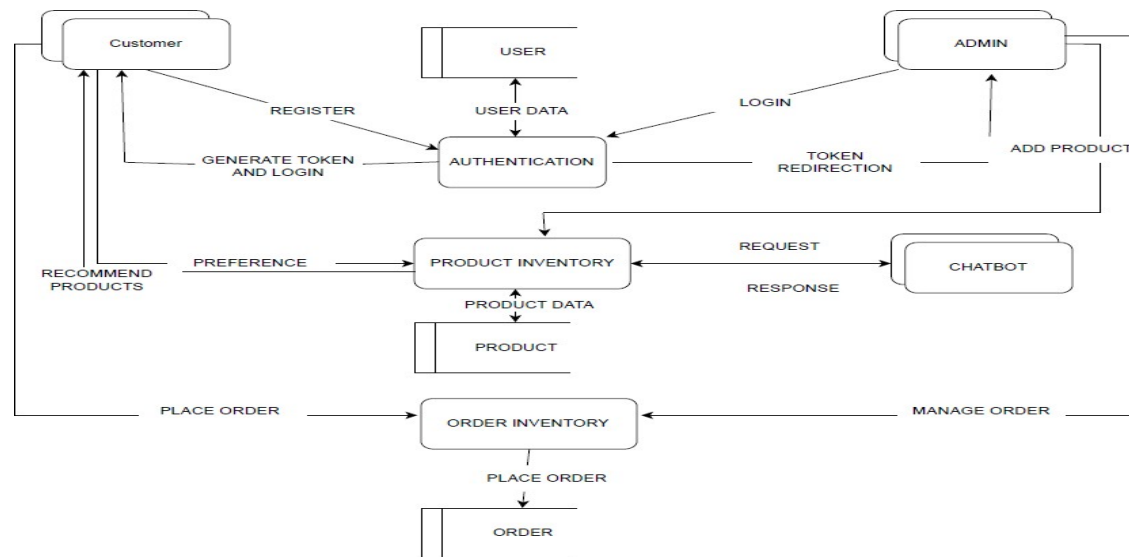 Customer
USER
ADMIN
REGISTER
USER DATA
LOGIN
GENERATE TOKEN
AND LOGIN
AUTHENTICATION
TOKEN
REDIRECTION
ADD PRODUCT
RECOMMEND
PRODUCTS
PREFERENCE
PRODUCT INVENTORY
REQUEST
RESPONSE
CHATBOT
PRODUCT DATA
PRODUCT
PLACE ORDER
ORDER INVENTORY
MANAGE ORDER
PLACE ORDER
ORDER